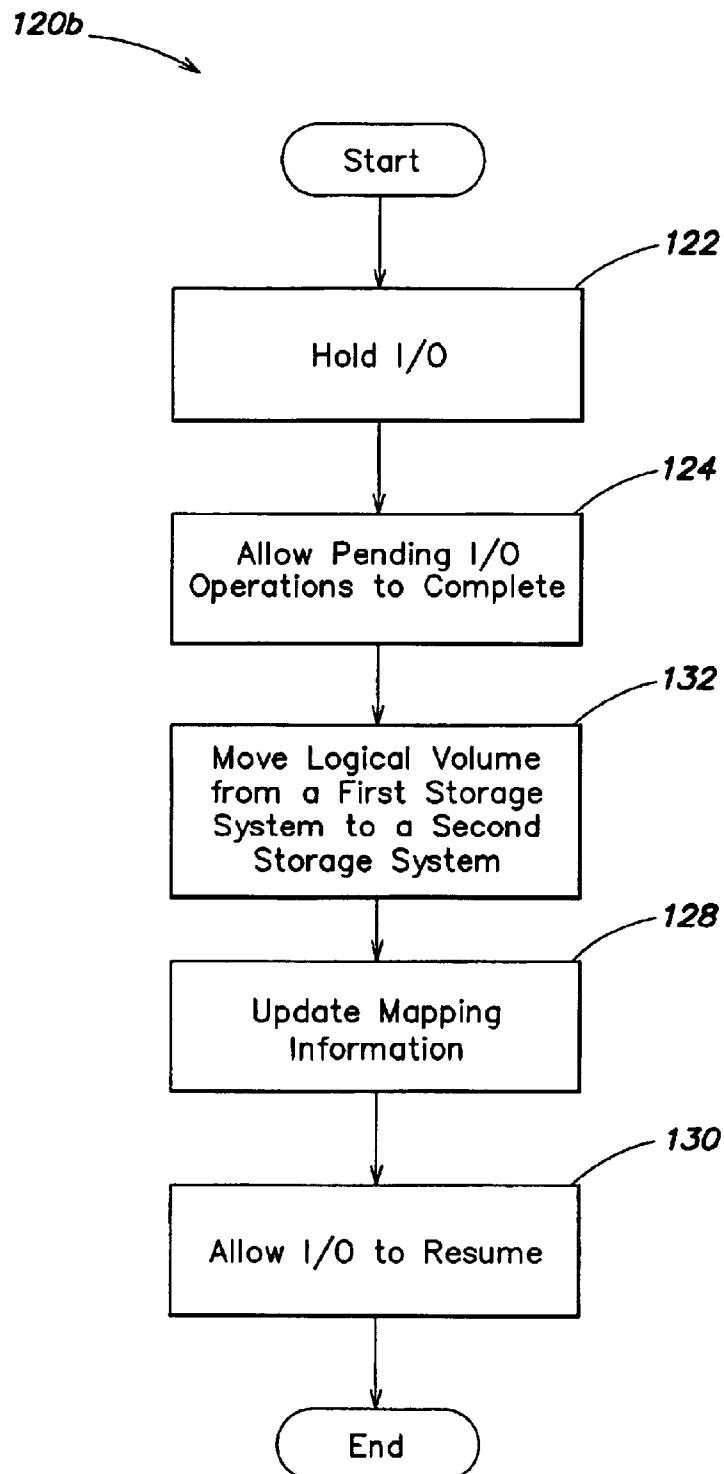 120b
Start
122
Hold I/O
124
Allow Pending I/O
Operations to Complete
132
Move Logical Volume
from a First Storage
System to a Second
Storage System
128
Update Mapping
Information
130
Allow I/O to Resume
End